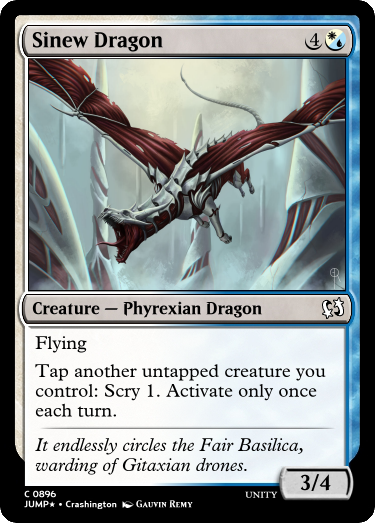 Sinew Dragon 4
Creature — Phyrexian Dragon
Flying
Tap another untapped creature you
control: Scry 1. Activate only once
each turn.
It endlessly circles the Fair Basilica,
warding of Gitaxian drones.
3/4
C 0896
UNITY
JUMP★ • Crashington Gauvin Remy